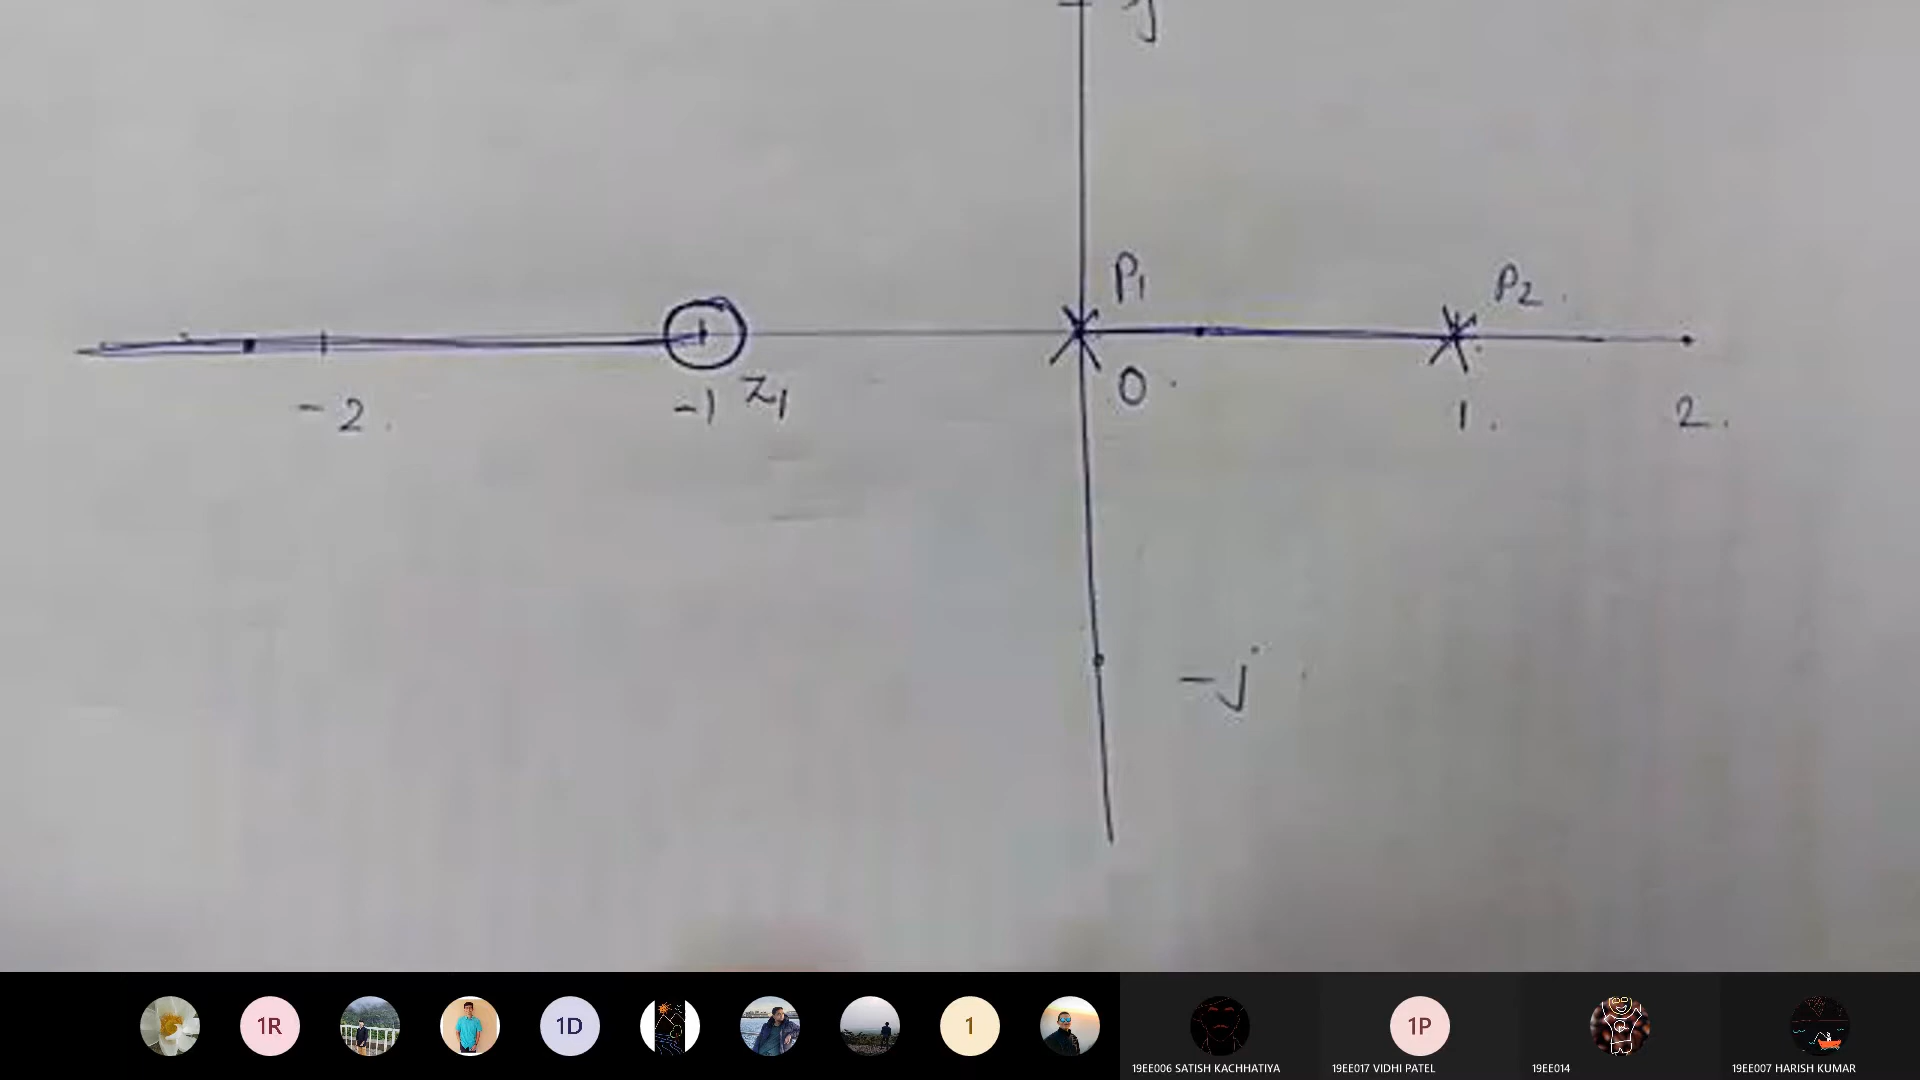 j
P1
P2.
-2.
-1 Z1
0.
1.
2.
-j
1R
1D
1
19EE006 SATISH KACHHATIYA
1P
19EE017 VIDHI PATEL
19EE014
19EE007 HARISH KUMAR